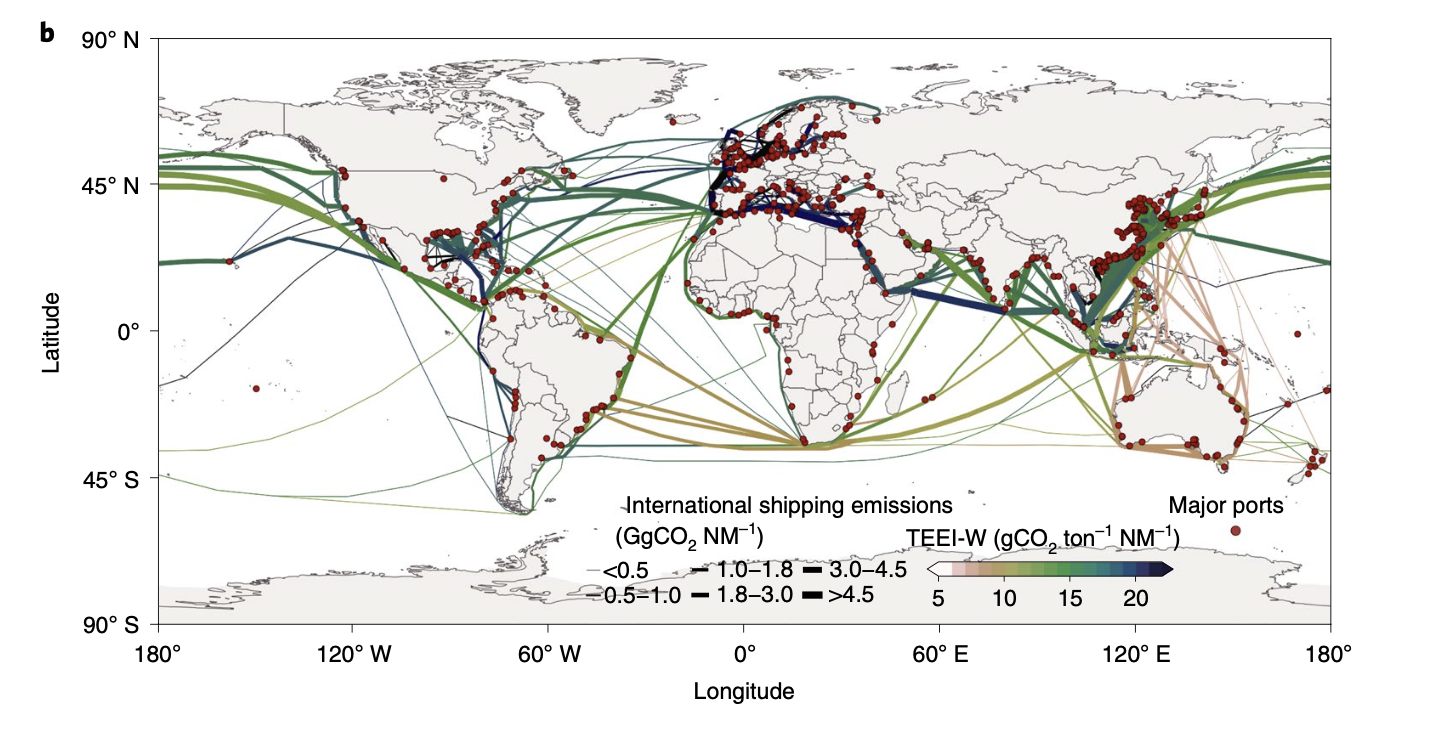 b
90° N
45° N
0°
45° S
90° S
Latitude
180°
120° W
60° W
0°
60° E
120° E
180°
Longitude
International shipping emissions
(GgCO₂ NM⁻¹)
<0.5
1.0–1.8
3.0–4.5
0.5–1.0
1.8–3.0
>4.5
TEEI-W (gCO₂ ton⁻¹ NM⁻¹)
5
10
15
20
Major ports